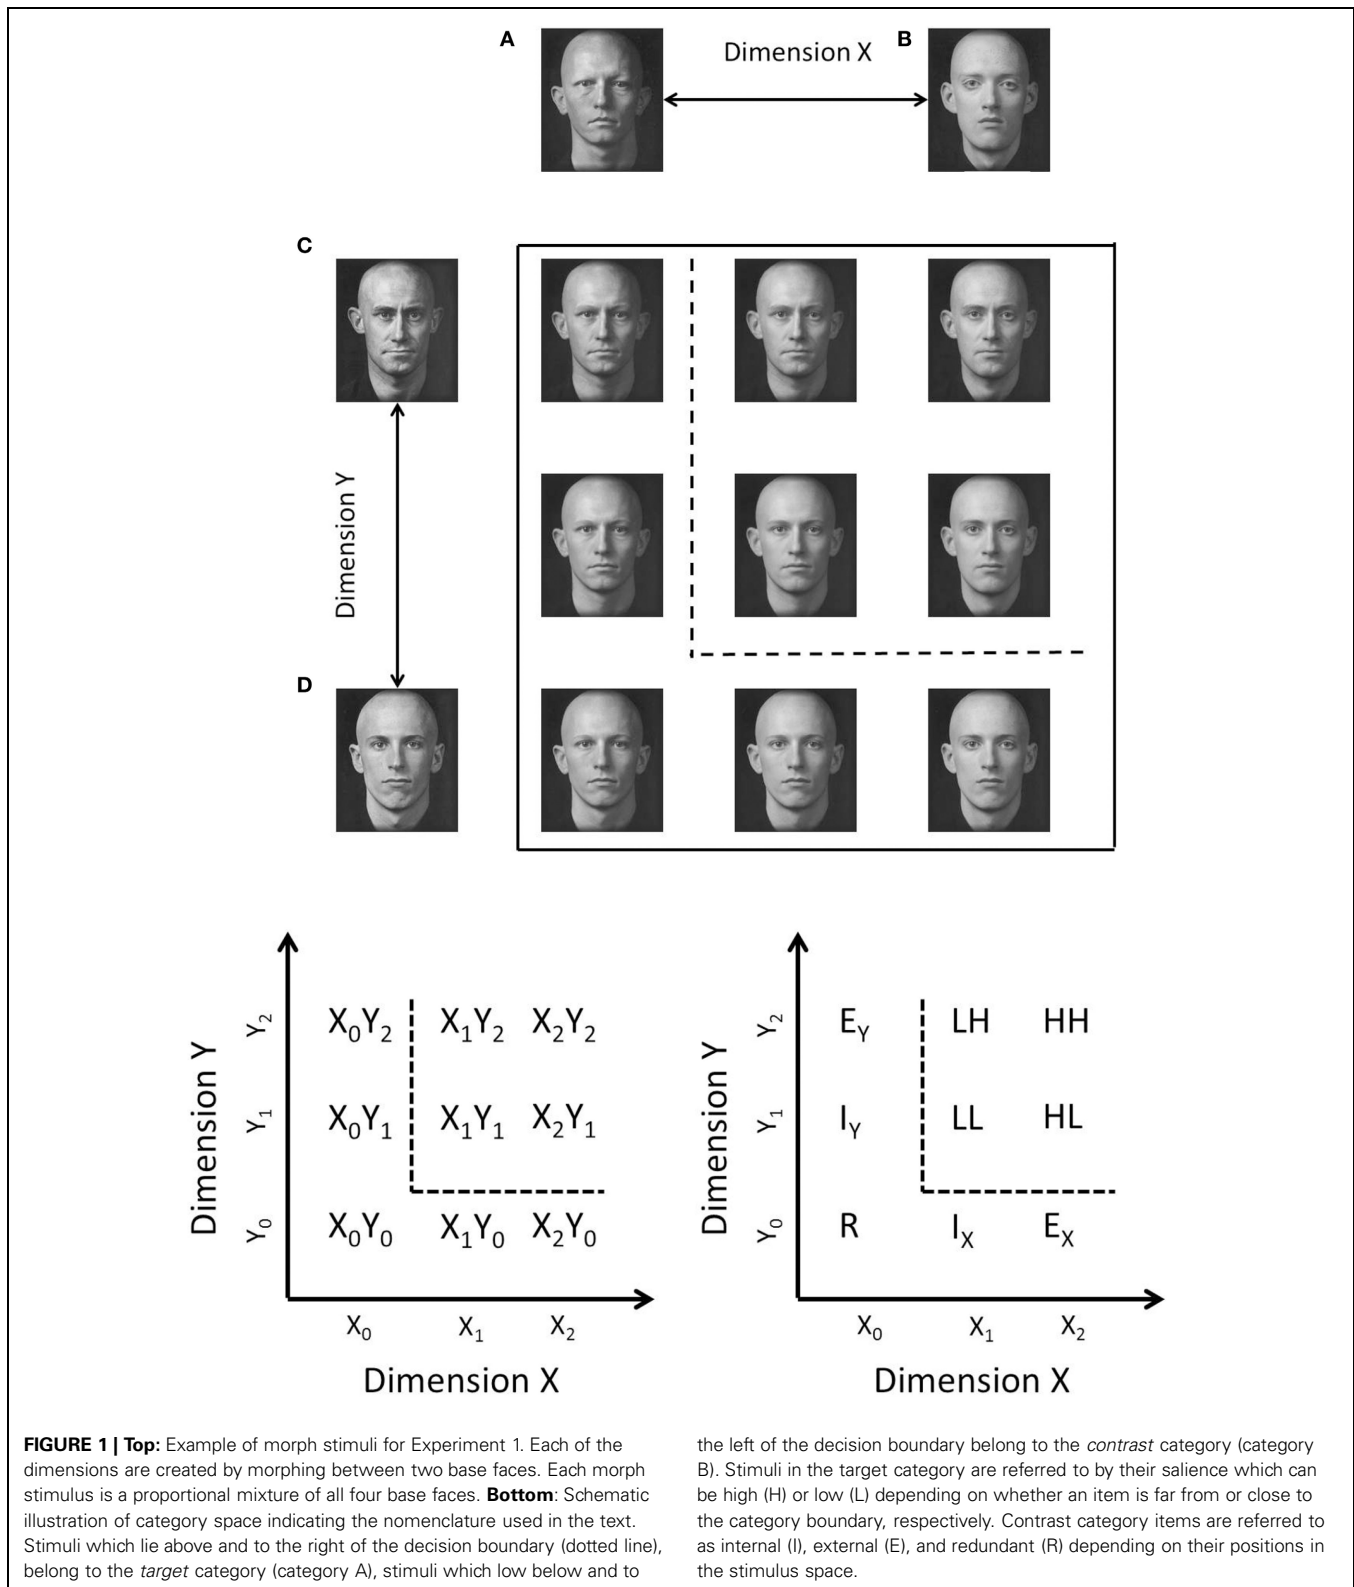 A
Dimension X
B
C
Dimension Y
D
Dimension Y
Y₂
X₀Y₂ X₁Y₂ X₂Y₂
Y₁
X₀Y₁ X₁Y₁ X₂Y₁
Y₀
X₀Y₀ X₁Y₀ X₂Y₀
X₀ X₁ X₂
Dimension X
Dimension Y
Y₂
E_Y LH HH
Y₁
I_Y LL HL
Y₀
R I_X E_X
X₀ X₁ X₂
Dimension X
FIGURE 1 | Top: Example of morph stimuli for Experiment 1. Each of the
dimensions are created by morphing between two base faces. Each morph
stimulus is a proportional mixture of all four base faces. Bottom: Schematic
illustration of category space indicating the nomenclature used in the text.
Stimuli which lie above and to the right of the decision boundary (dotted line),
belong to the target category (category A), stimuli which low below and to
the left of the decision boundary belong to the contrast category (category
B). Stimuli in the target category are referred to by their salience which can
be high (H) or low (L) depending on whether an item is far from or close to
the category boundary, respectively. Contrast category items are referred to
as internal (I), external (E), and redundant (R) depending on their positions in
the stimulus space.